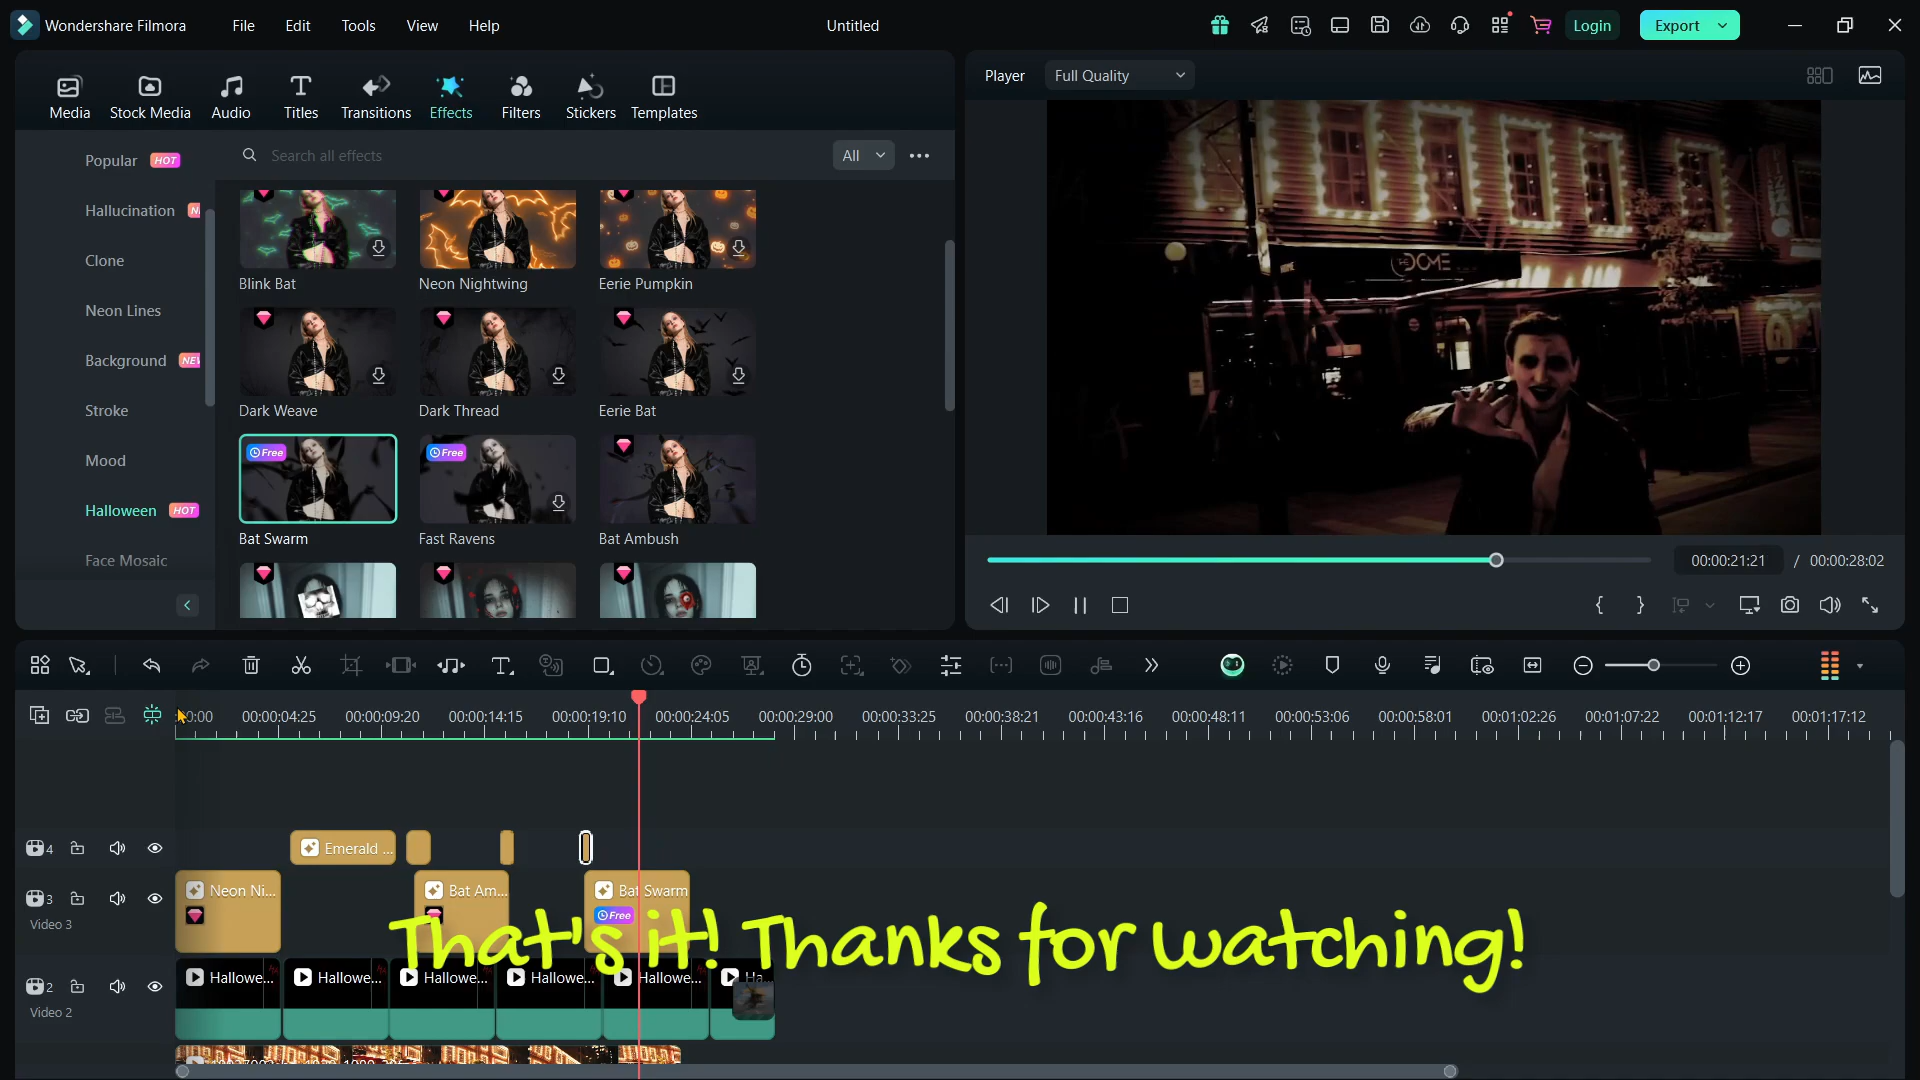 Wondershare Filmora
File
Edit
Tools
View
Help
Untitled
Login
Export
Media
Stock Media
Audio
Titles
Transitions
Effects
Filters
Stickers
Templates
Player
Full Quality
Popular
HOT
Hallucination
Clone
Neon Lines
Background
Stroke
Mood
Halloween
HOT
Face Mosaic
Search all effects
All
Blink Bat
Neon Nightwing
Eerie Pumpkin
Dark Weave
Dark Thread
Eerie Bat
Free
Free
Bat Swarm
Fast Ravens
Bat Ambush
DOME
00:00:21:21
/ 00:00:28:02
:00:00
00:00:04:25
00:00:09:20
00:00:14:15
00:00:19:10
00:00:24:05
00:00:29:00
00:00:33:25
00:00:38:21
00:00:43:16
00:00:48:11
00:00:53:06
00:00:58:01
00:01:02:26
00:01:07:22
00:01:12:17
00:01:17:12
4
Emerald ...
3
Video 3
Neon Ni...
Bat Am...
Bat Swarm
Free
That's it! Thanks for watching!
2
Video 2
Hallowe...
Hallowe...
Hallowe...
Hallowe...
Hallowe...
Ha...